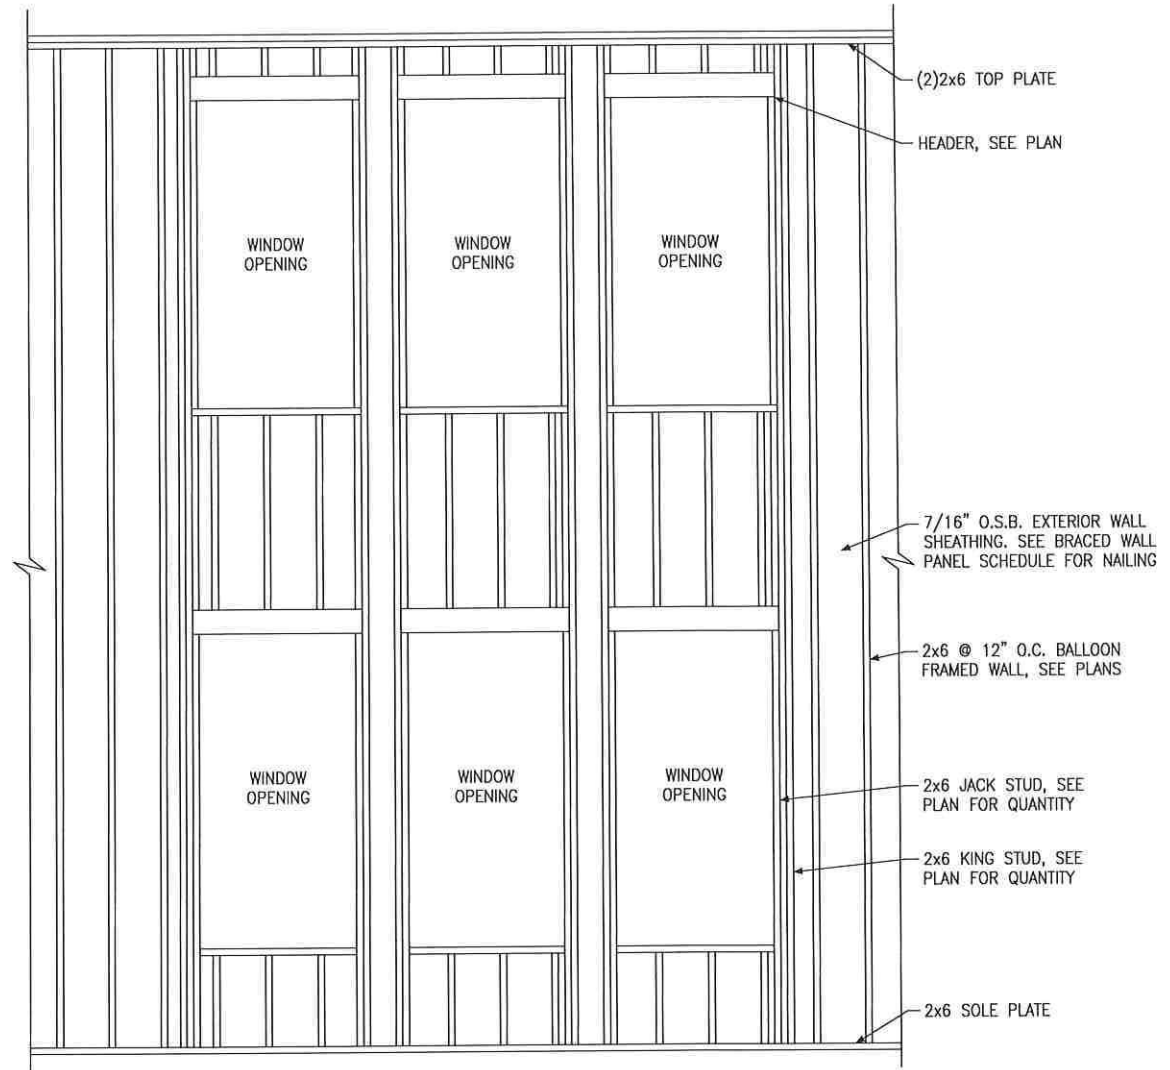 (2)2x6 TOP PLATE
HEADER, SEE PLAN
WINDOW
OPENING
WINDOW
OPENING
WINDOW
OPENING
7/16" O.S.B. EXTERIOR WALL
SHEATHING. SEE BRACED WALL
PANEL SCHEDULE FOR NAILING
2x6 @ 12" O.C. BALLOON
FRAMED WALL, SEE PLANS
WINDOW
OPENING
WINDOW
OPENING
WINDOW
OPENING
2x6 JACK STUD, SEE
PLAN FOR QUANTITY
2x6 KING STUD, SEE
PLAN FOR QUANTITY
2x6 SOLE PLATE